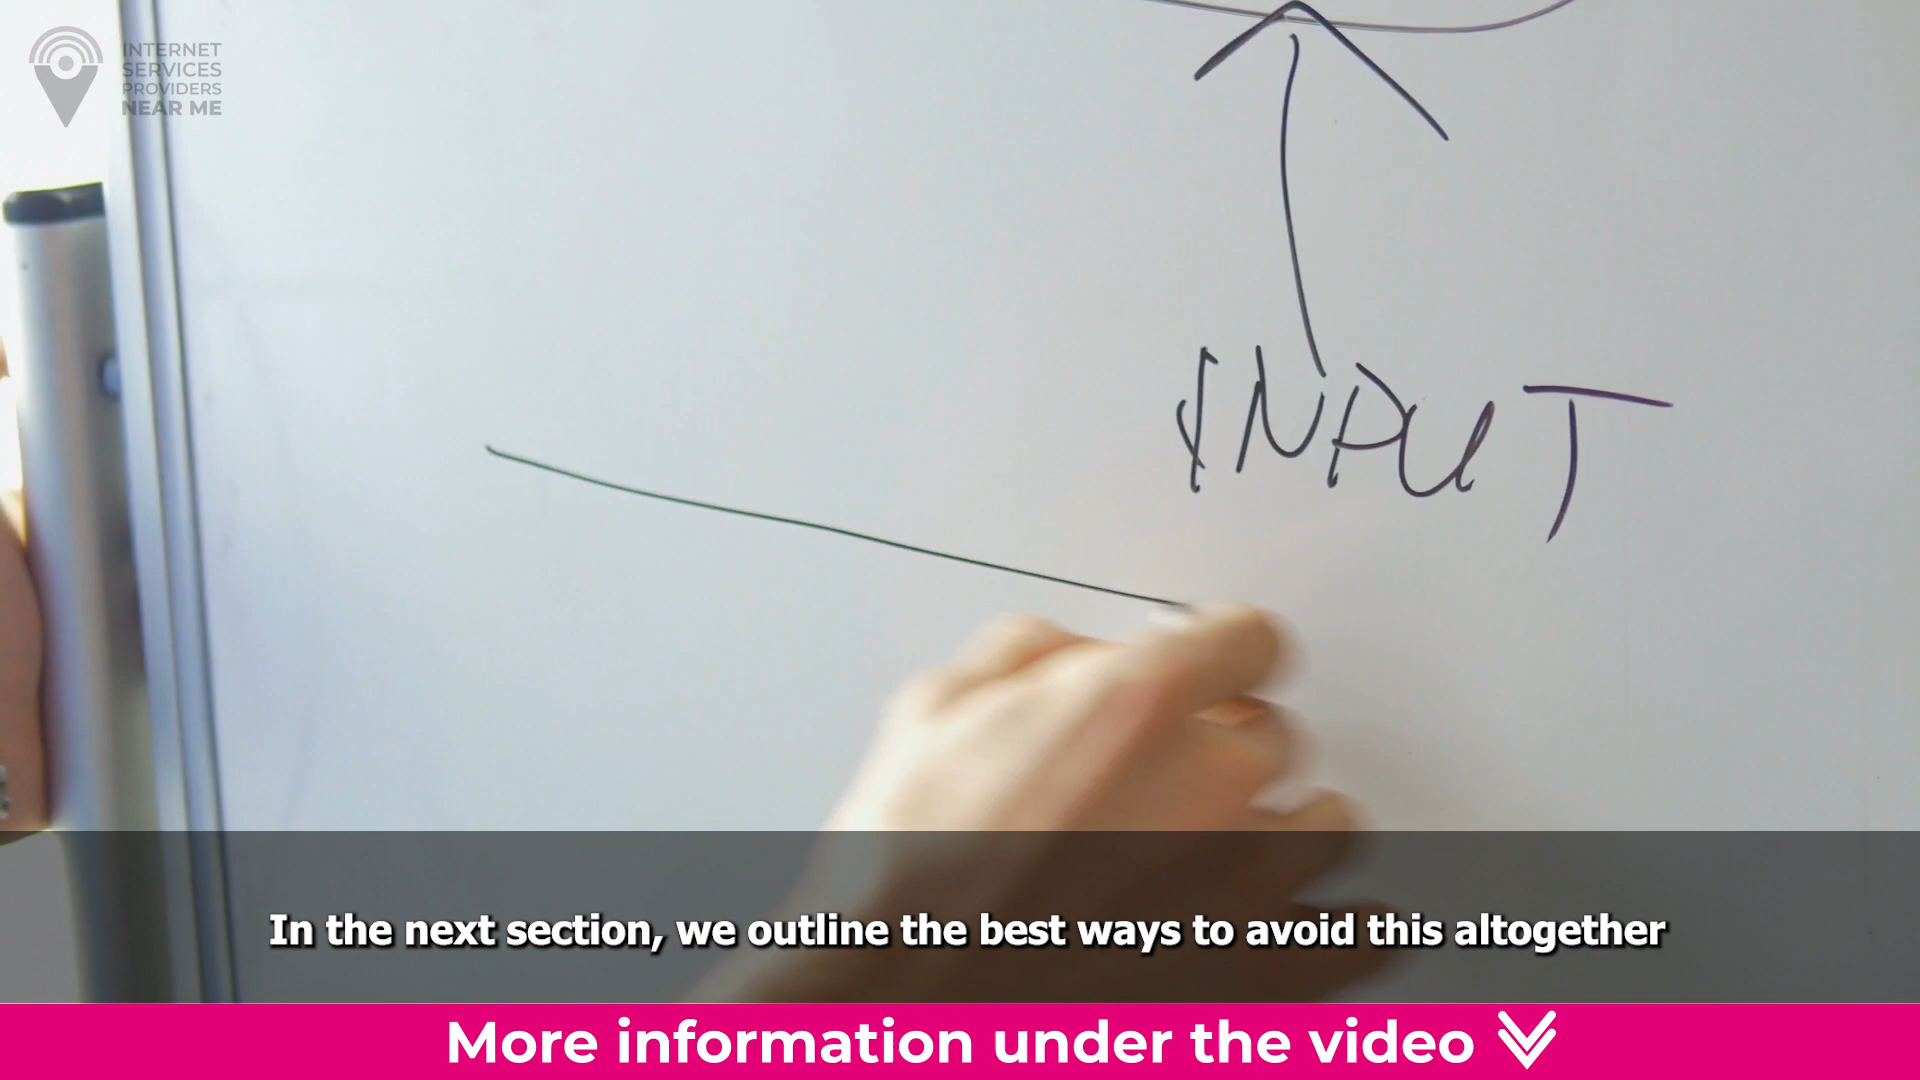 INTERNET
SERVICES
PROVIDERS
NEAR ME
INPUT
In the next section, we outline the best ways to avoid this altogether
More information under the video